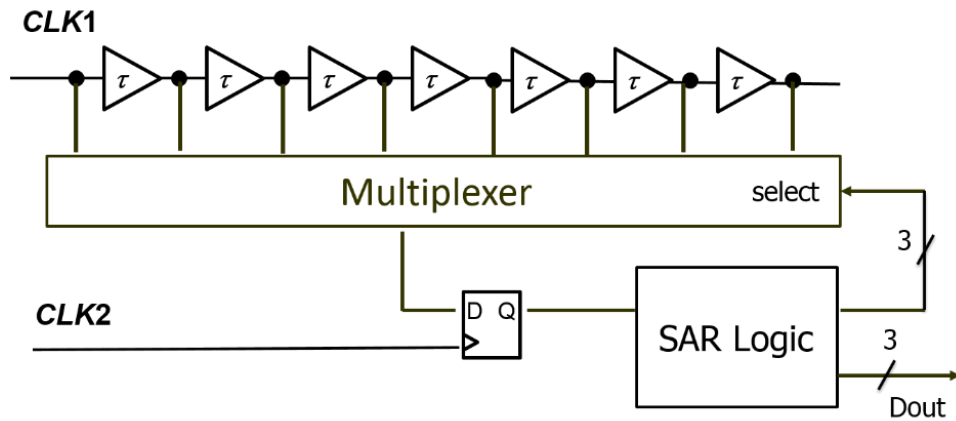 CLK1
τ τ τ τ τ τ τ
Multiplexer
select
3
CLK2
D Q
SAR Logic
3
Dout